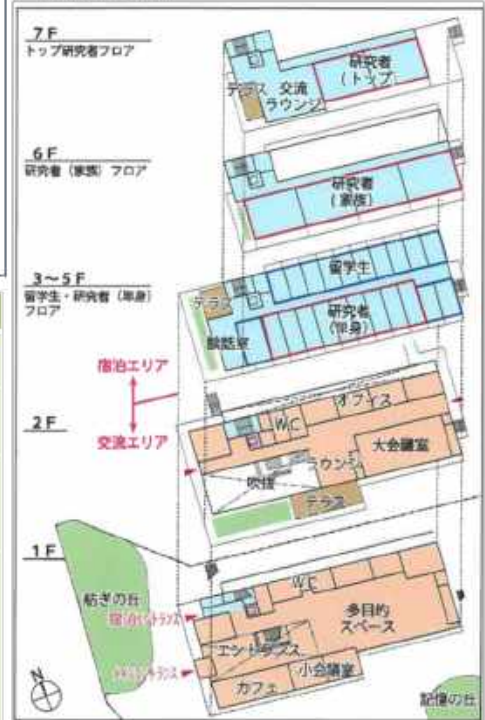 7F
トップ研究者フロア
研究者
(トップ)
テラス
交流
ラウンジ
6F
研究者（家族）フロア
研究者
(家族)
3～5F
留学生・研究者（単身）
フロア
留学生
テラス
研究者
(単身)
談話室
宿泊エリア
交流エリア
2F
オフィス
WC
大会議室
ラウンジ
吹抜
テラス
1F
WC
紡ぎの丘
多目的
スペース
エントランス
小会議室
カフェ
N
記憶の丘